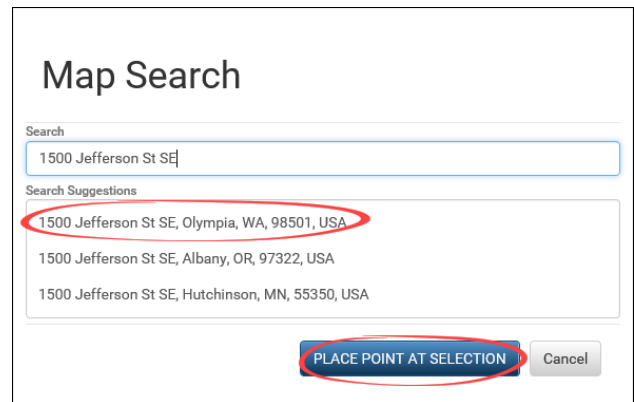 Map Search
Search
1500 Jefferson St SE
Search Suggestions
1500 Jefferson St SE, Olympia, WA, 98501, USA
1500 Jefferson St SE, Albany, OR, 97322, USA
1500 Jefferson St SE, Hutchinson, MN, 55350, USA
PLACE POINT AT SELECTION Cancel